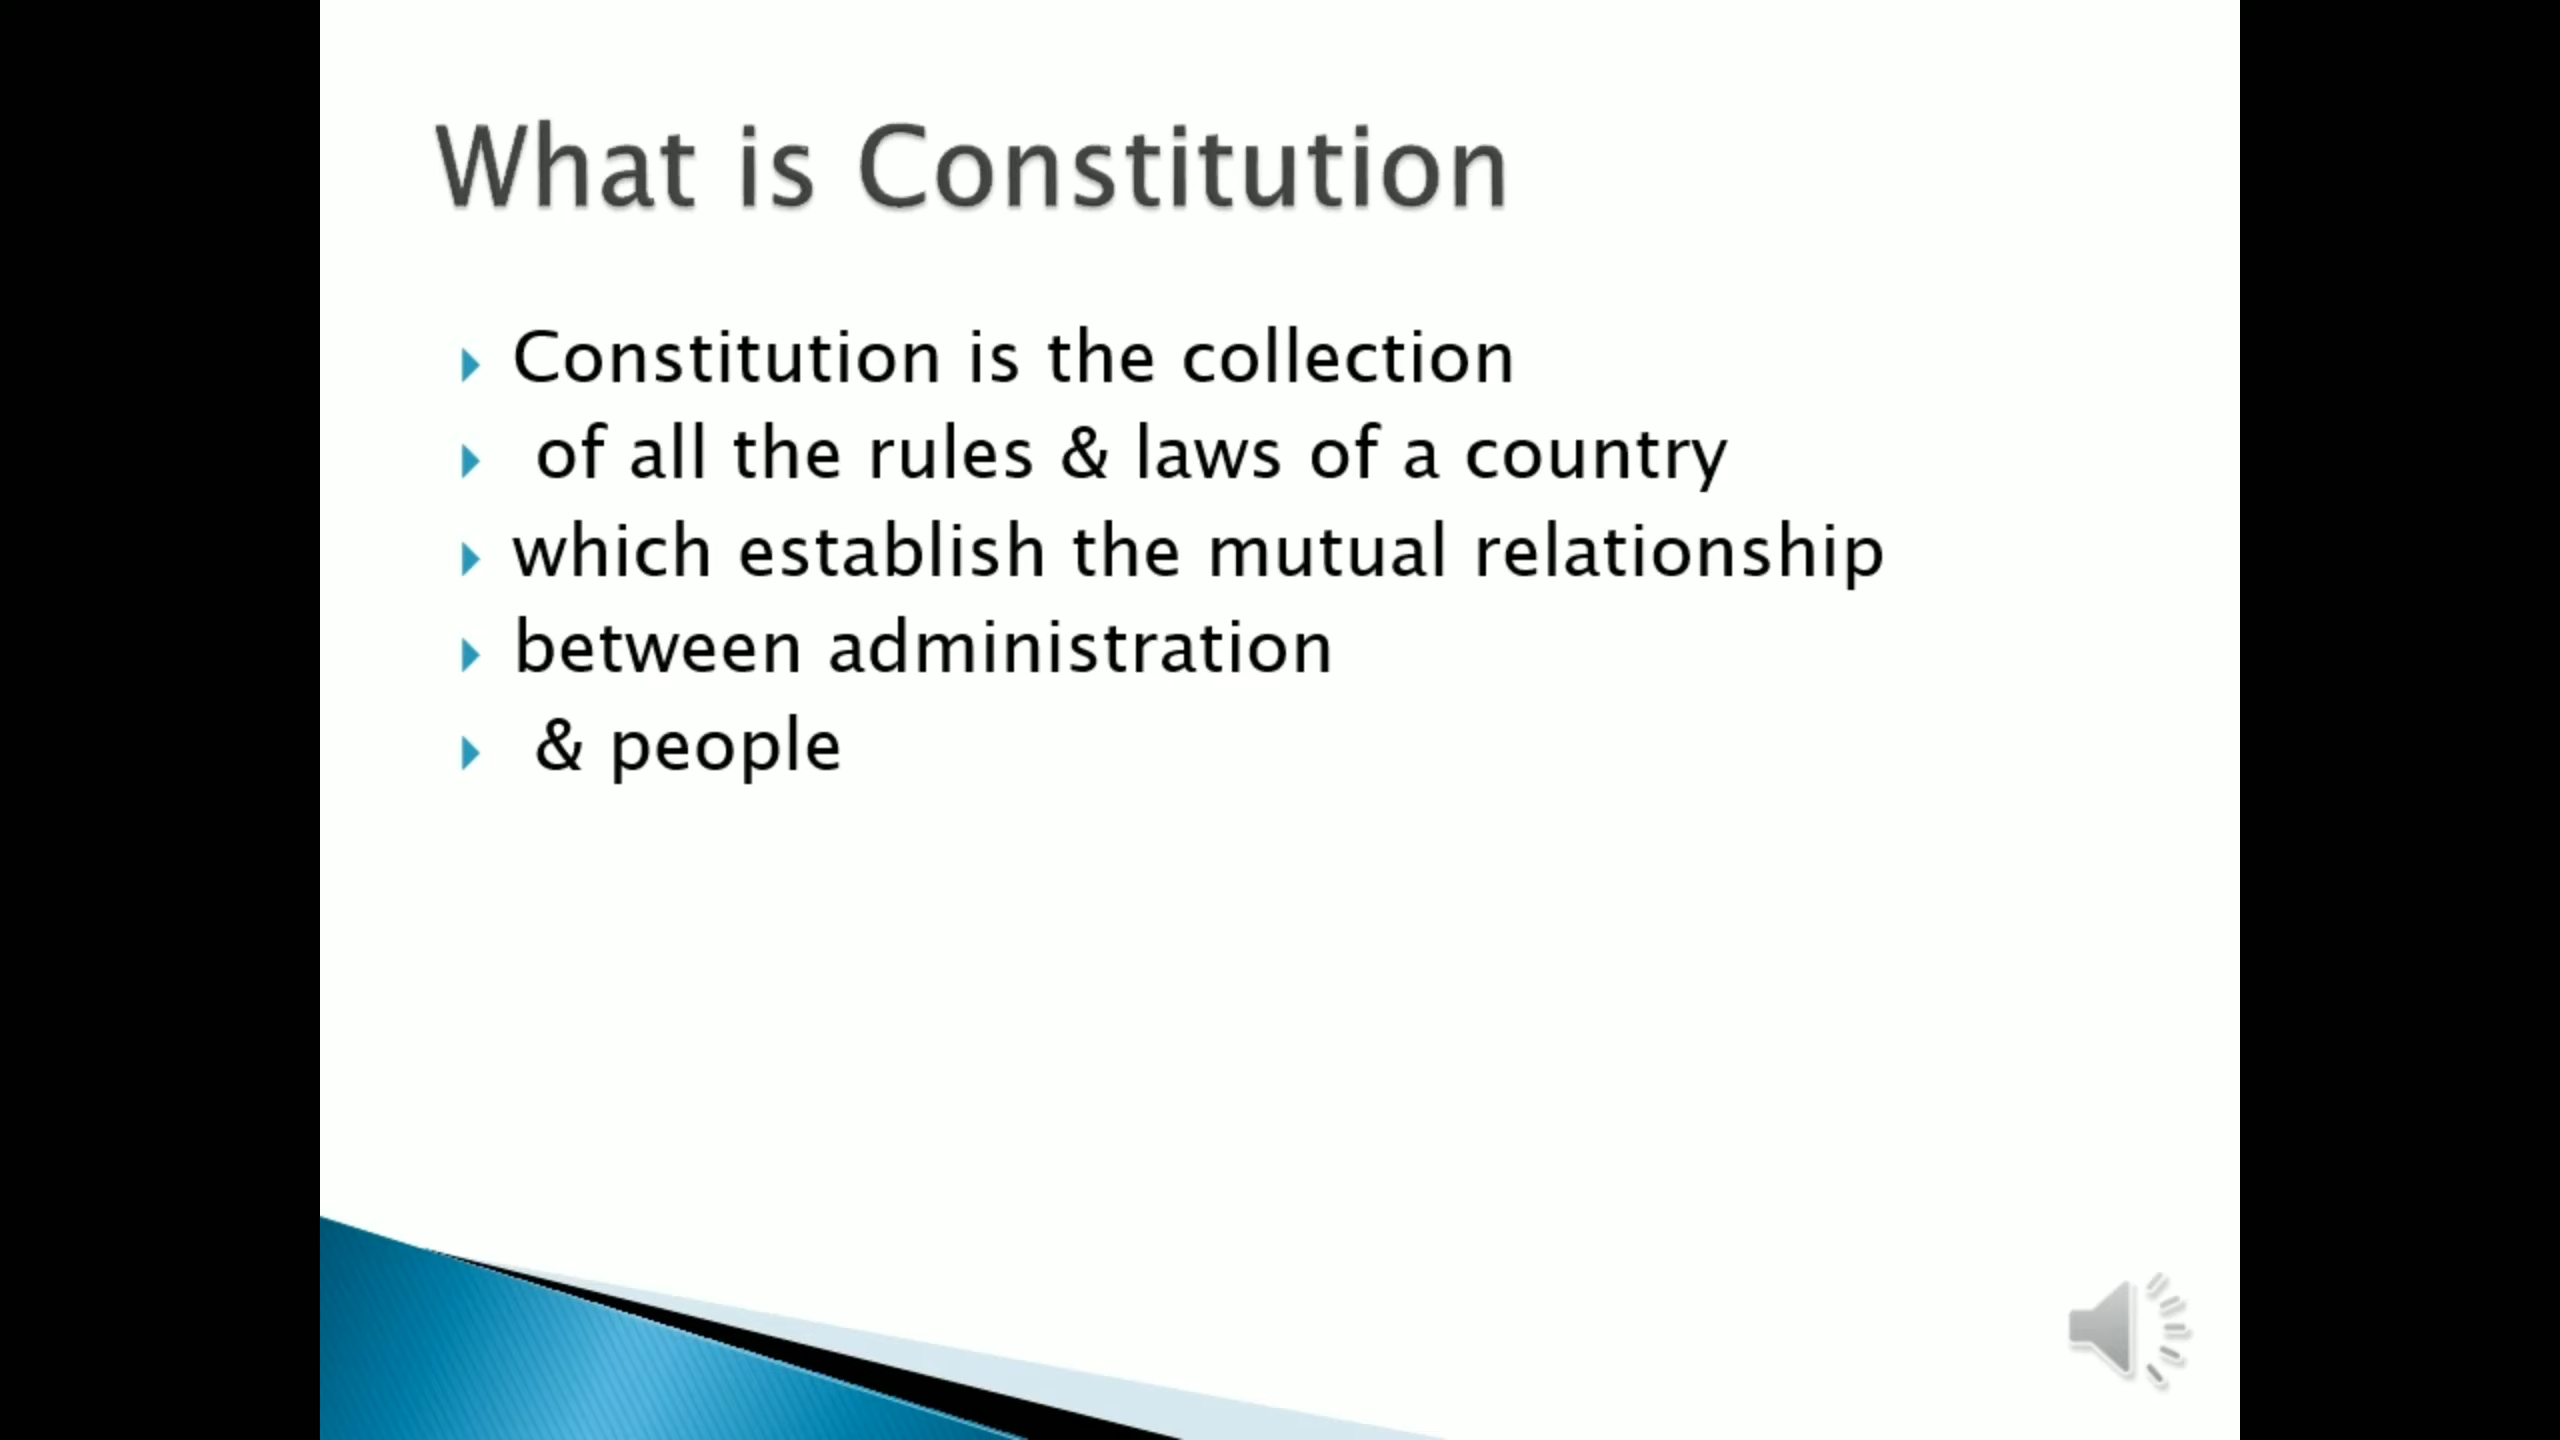 What is Constitution
Constitution is the collection
of all the rules & laws of a country
which establish the mutual relationship
between administration
& people